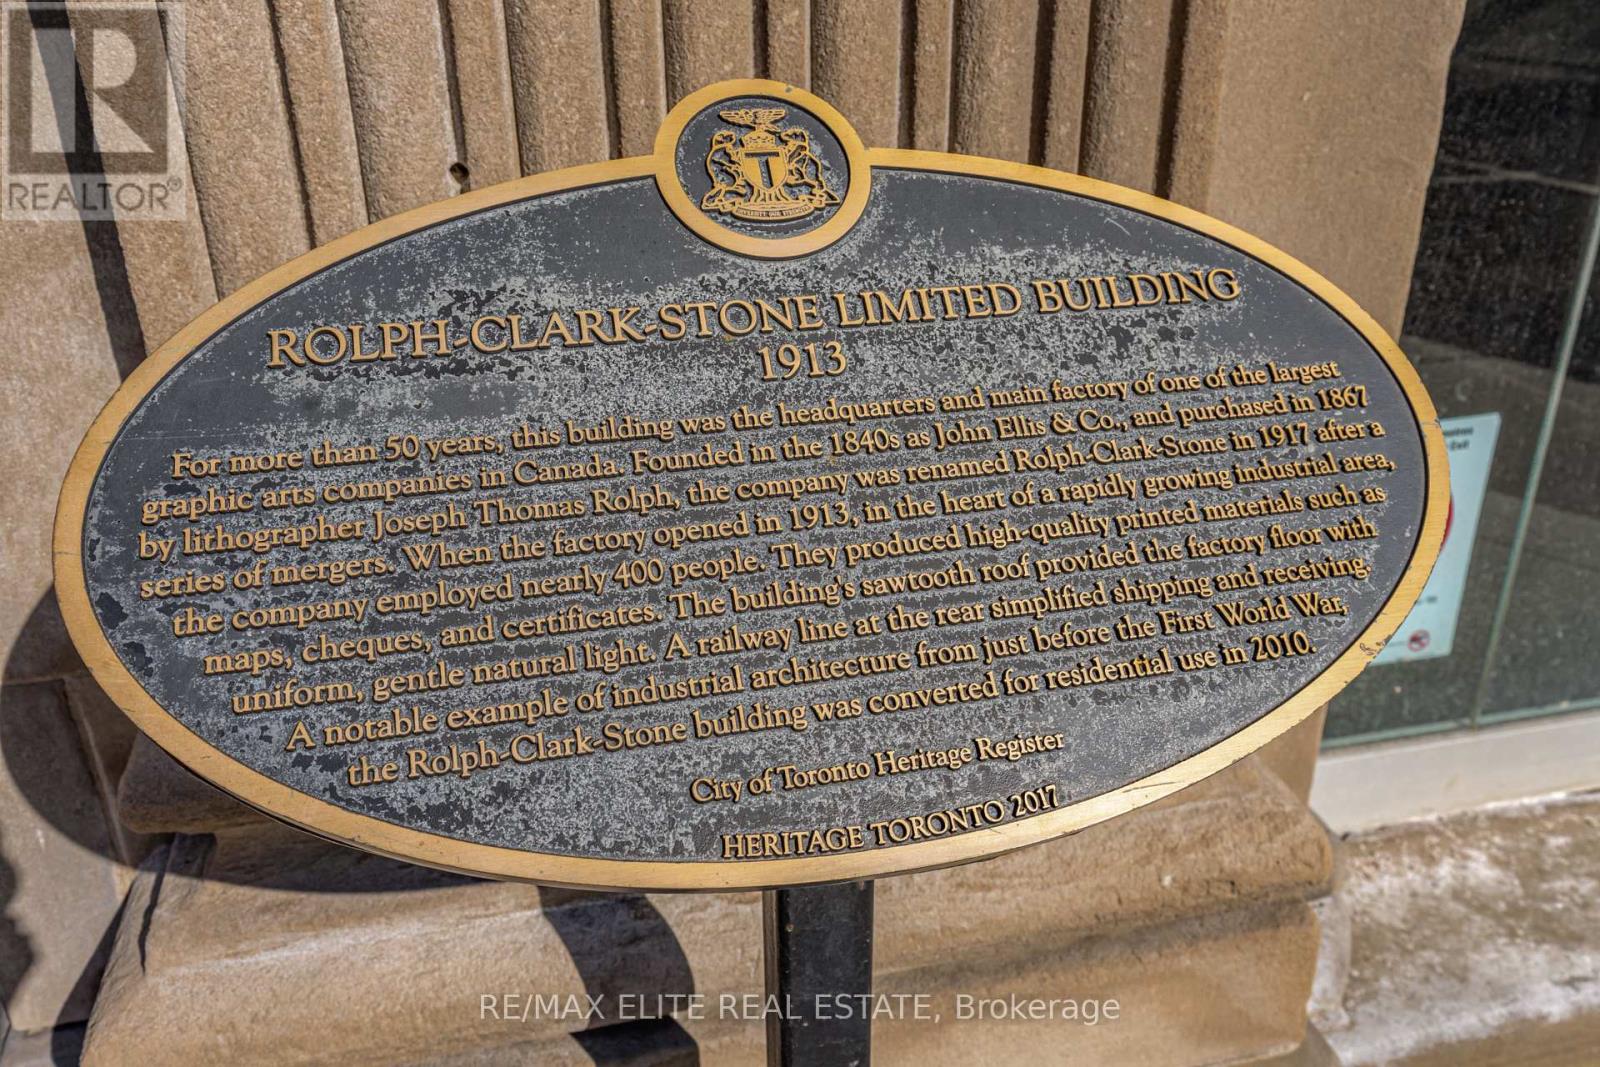 R
REALTOR®
DIVERSITY OUR STRENGTH
ROLPH-CLARK-STONE LIMITED BUILDING
1913
For more than 50 years, this building was the headquarters and main factory of one of the largest
graphic arts companies in Canada. Founded in the 1840s as John Ellis & Co., and purchased in 1867
by lithographer Joseph Thomas Rolph, the company was renamed Rolph-Clark-Stone in 1917 after a
series of mergers. When the factory opened in 1913, in the heart of a rapidly growing industrial area,
the company employed nearly 400 people. They produced high-quality printed materials such as
maps, cheques, and certificates. The building's sawtooth roof provided the factory floor with
uniform, gentle natural light. A railway line at the rear simplified shipping and receiving.
A notable example of industrial architecture from just before the First World War,
the Rolph-Clark-Stone building was converted for residential use in 2010.
City of Toronto Heritage Register
HERITAGE TORONTO 2017
RE/MAX ELITE REAL ESTATE, Brokerage